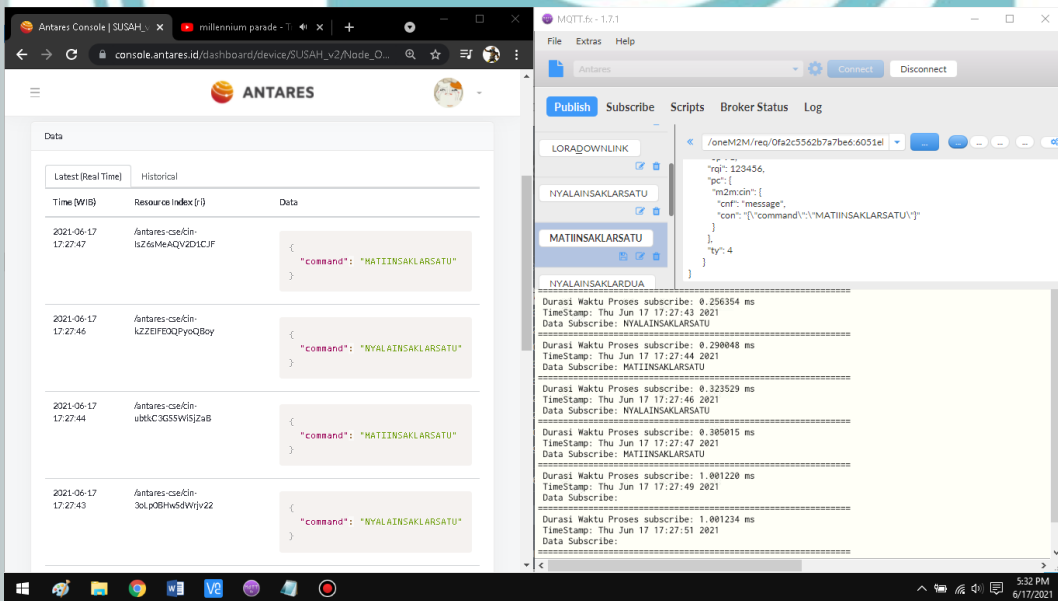 Antares Console | SUSAH_
millennium parade - T
console.antares.id/dashboard/device/SUSAH_v2/Node_O...
ANTARES
Data
Latest (Real Time)
Historical
Time (WIB)
Resource Index (ri)
Data
2021-06-17
17:27:47
/antares-cse/cin-
IsZ6sMeAQV2D1CJF
{
"command": "MATIINSAKLARSATU"
}
2021-06-17
17:27:46
/antares-cse/cin-
kZZEIFE0QPyoQBoy
{
"command": "NYALAINSAKLARSATU"
}
2021-06-17
17:27:44
/antares-cse/cin-
ubtkC3G5SWi5jZaB
{
"command": "MATIINSAKLARSATU"
}
2021-06-17
17:27:43
/antares-cse/cin-
3oLp0BHwSdWrjv22
{
"command": "NYALAINSAKLARSATU"
}
MQTT.fx - 1.7.1
File Extras Help
Antares
Connect
Disconnect
Publish Subscribe Scripts Broker Status Log
LORADOWNLINK
NYALAINSAKLARSATU
MATIINSAKLARSATU
NYALAINSAKLARDUA
/oneM2M/req/0fa2c5562b7a7be6:6051el
"rqi": 123456,
"pc": {
"m2m:cin": {
"cnf": "message",
"con": "{\"command\":\"MATIINSAKLARSATU\"}"
}
},
"ty": 4
}
}
==========================================================
Durasi Waktu Proses subscribe: 0.256354 ms
TimeStamp: Thu Jun 17 17:27:43 2021
Data Subscribe: NYALAINSAKLARSATU
==========================================================
Durasi Waktu Proses subscribe: 0.290048 ms
TimeStamp: Thu Jun 17 17:27:44 2021
Data Subscribe: MATIINSAKLARSATU
==========================================================
Durasi Waktu Proses subscribe: 0.323529 ms
TimeStamp: Thu Jun 17 17:27:46 2021
Data Subscribe: NYALAINSAKLARSATU
==========================================================
Durasi Waktu Proses subscribe: 0.305015 ms
TimeStamp: Thu Jun 17 17:27:47 2021
Data Subscribe: MATIINSAKLARSATU
==========================================================
Durasi Waktu Proses subscribe: 1.001220 ms
TimeStamp: Thu Jun 17 17:27:49 2021
Data Subscribe:
==========================================================
Durasi Waktu Proses subscribe: 1.001234 ms
TimeStamp: Thu Jun 17 17:27:51 2021
Data Subscribe:
==========================================================
5:32 PM
6/17/2021